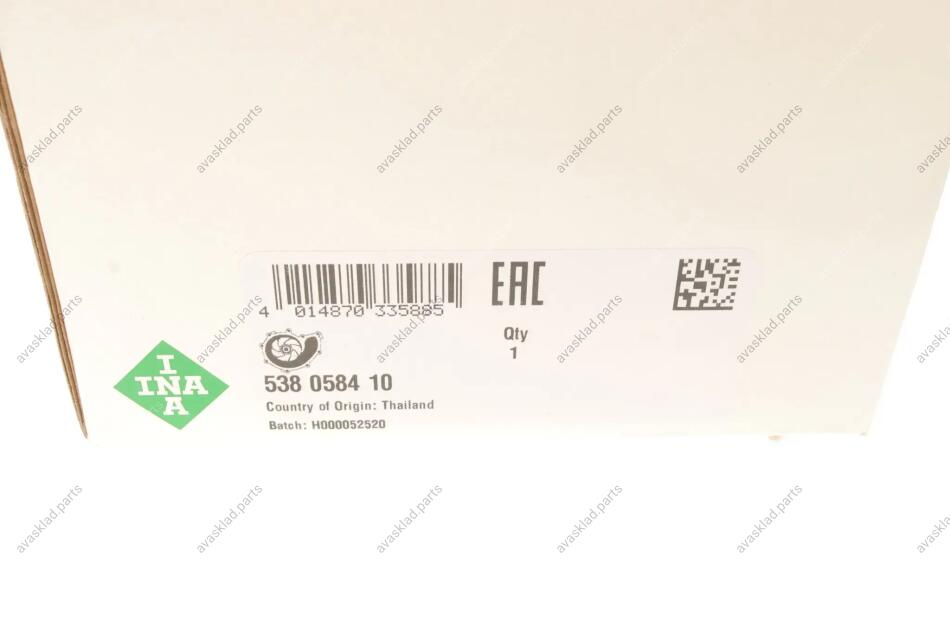 avasklad.parts avasklad.parts avasklad.parts avasklad.parts avasklad.parts
EAC
4 014870 335885
avasklad.parts avasklad.parts avasklad.parts avasklad.parts avasklad.parts
Qty
1
I
INA
A
538 0584 10
Country of Origin: Thailand
Batch: H000052520
avasklad.parts avasklad.parts avasklad.parts avasklad.parts avasklad.parts